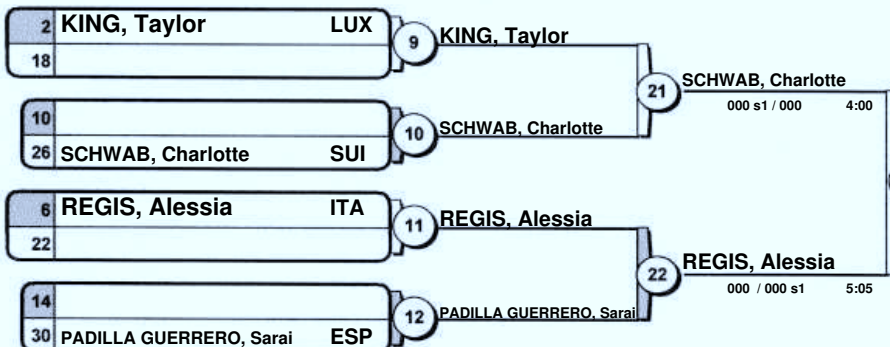 2 KING, Taylor LUX
18
9 KING, Taylor
10
26 SCHWAB, Charlotte SUI
10 SCHWAB, Charlotte
21 SCHWAB, Charlotte
000 s1 / 000 4:00
6 REGIS, Alessia ITA
22
11 REGIS, Alessia
14
30 PADILLA GUERRERO, Sarai ESP
12 PADILLA GUERRERO, Sarai
22 REGIS, Alessia
000 / 000 s1 5:05